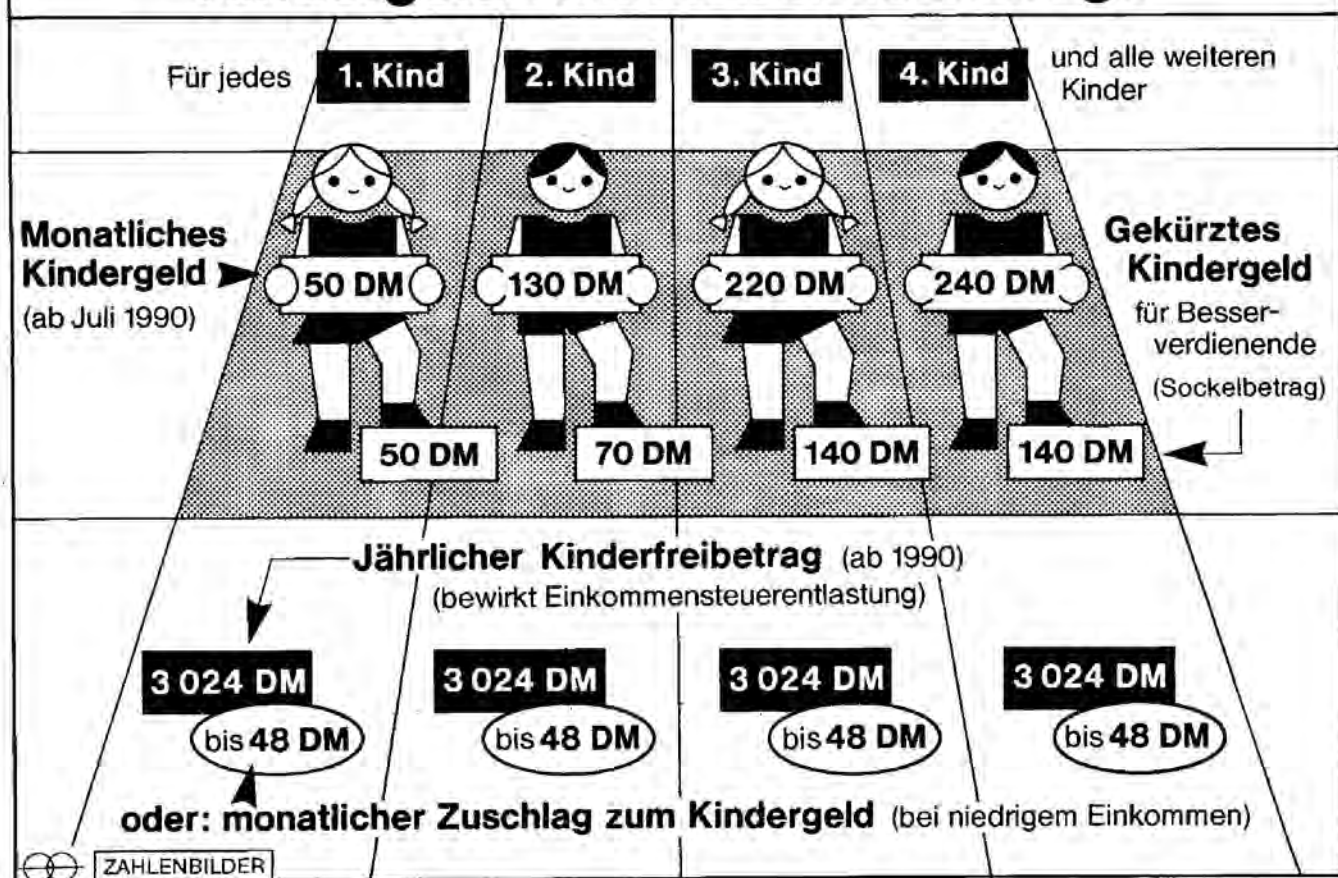 Für jedes 1. Kind 2. Kind 3. Kind 4. Kind und alle weiteren
Kinder
Monatliches
Kindergeld
(ab Juli 1990)
50 DM 130 DM 220 DM 240 DM
Gekürztes
Kindergeld
für Besser-
verdienende
(Sockelbetrag)
50 DM 70 DM 140 DM 140 DM
Jährlicher Kinderfreibetrag (ab 1990)
(bewirkt Einkommensteuerentlastung)
3 024 DM 3 024 DM 3 024 DM 3 024 DM
bis 48 DM bis 48 DM bis 48 DM bis 48 DM
oder: monatlicher Zuschlag zum Kindergeld (bei niedrigem Einkommen)
ZAHLENBILDER